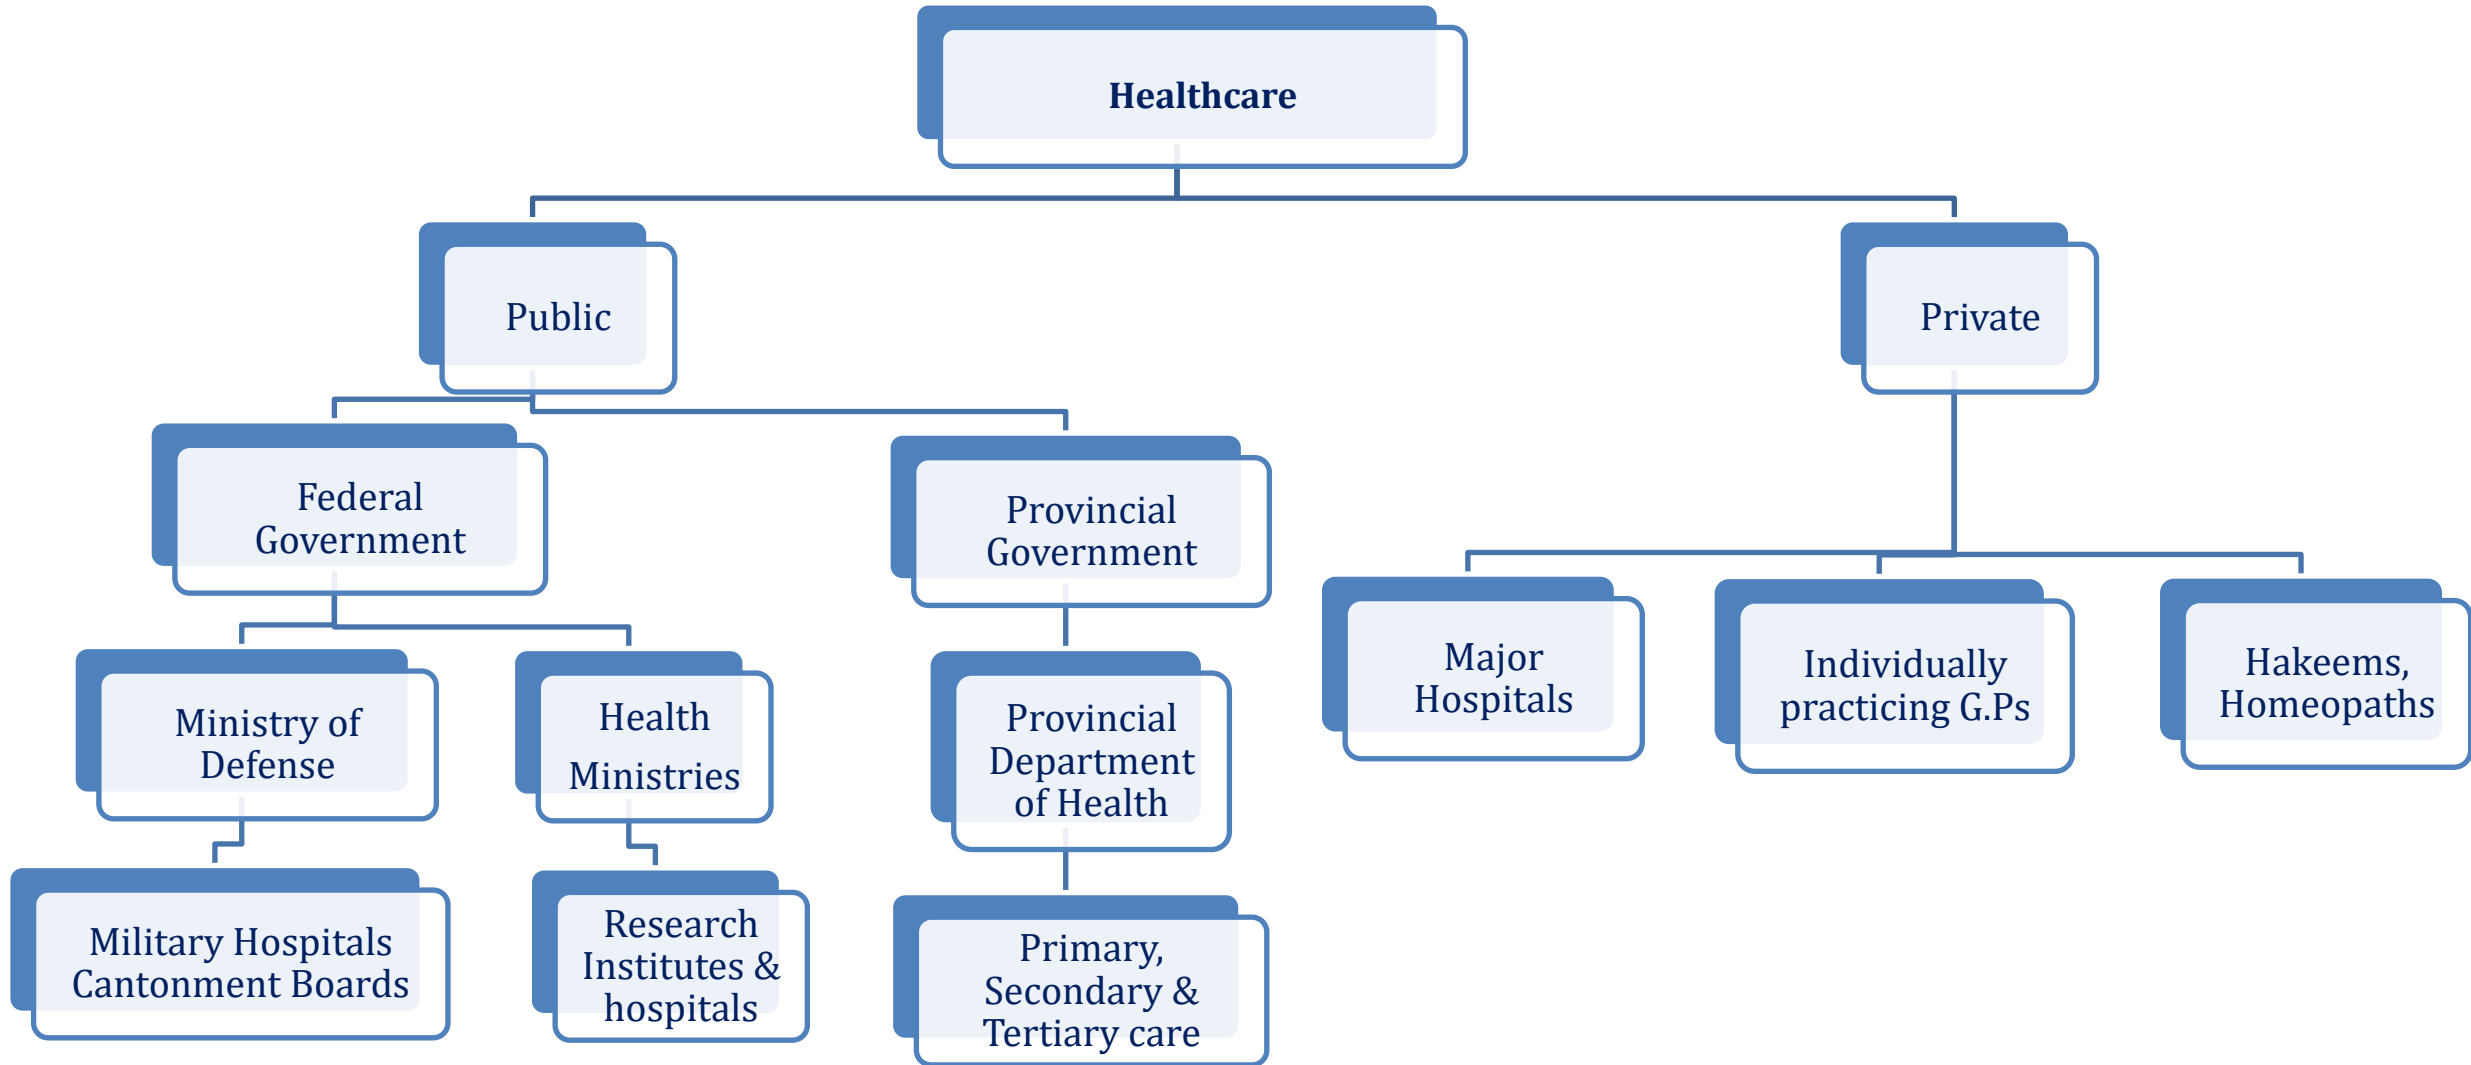 Healthcare
Public
Private
Federal
Government
Provincial
Government
Major
Hospitals
Individually
practicing G.Ps
Hakeems,
Homeopaths
Ministry of
Defense
Health
Ministries
Provincial
Department
of Health
Military Hospitals
Cantonment Boards
Research
Institutes &
hospitals
Primary,
Secondary &
Tertiary care